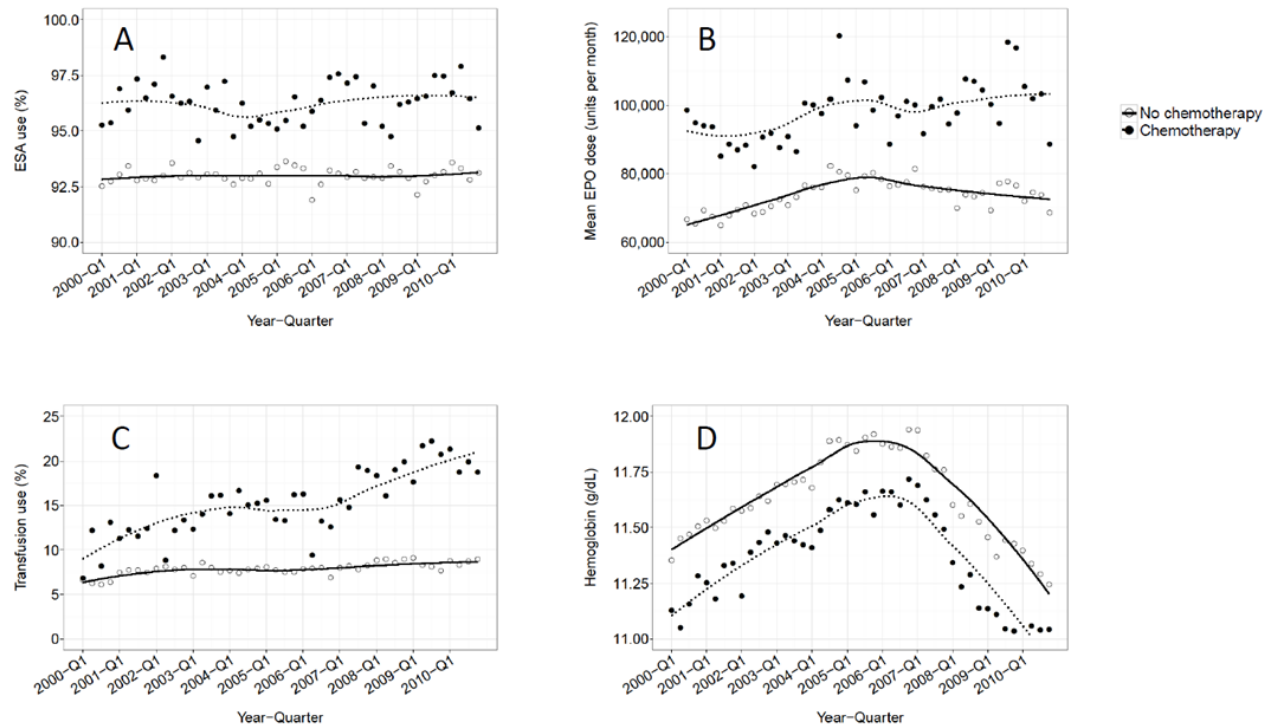 A
ESA use (%)
100.0
97.5
95.0
92.5
90.0
2000-Q1
2001-Q1
2002-Q1
2003-Q1
2004-Q1
2005-Q1
2006-Q1
2007-Q1
2008-Q1
2009-Q1
2010-Q1
Year-Quarter
B
Mean EPO dose (units per month)
120,000
100,000
80,000
60,000
2000-Q1
2001-Q1
2002-Q1
2003-Q1
2004-Q1
2005-Q1
2006-Q1
2007-Q1
2008-Q1
2009-Q1
2010-Q1
Year-Quarter
No chemotherapy
Chemotherapy
C
Transfusion use (%)
25
20
15
10
5
0
2000-Q1
2001-Q1
2002-Q1
2003-Q1
2004-Q1
2005-Q1
2006-Q1
2007-Q1
2008-Q1
2009-Q1
2010-Q1
Year-Quarter
D
Hemoglobin (g/dL)
12.00
11.75
11.50
11.25
11.00
2000-Q1
2001-Q1
2002-Q1
2003-Q1
2004-Q1
2005-Q1
2006-Q1
2007-Q1
2008-Q1
2009-Q1
2010-Q1
Year-Quarter